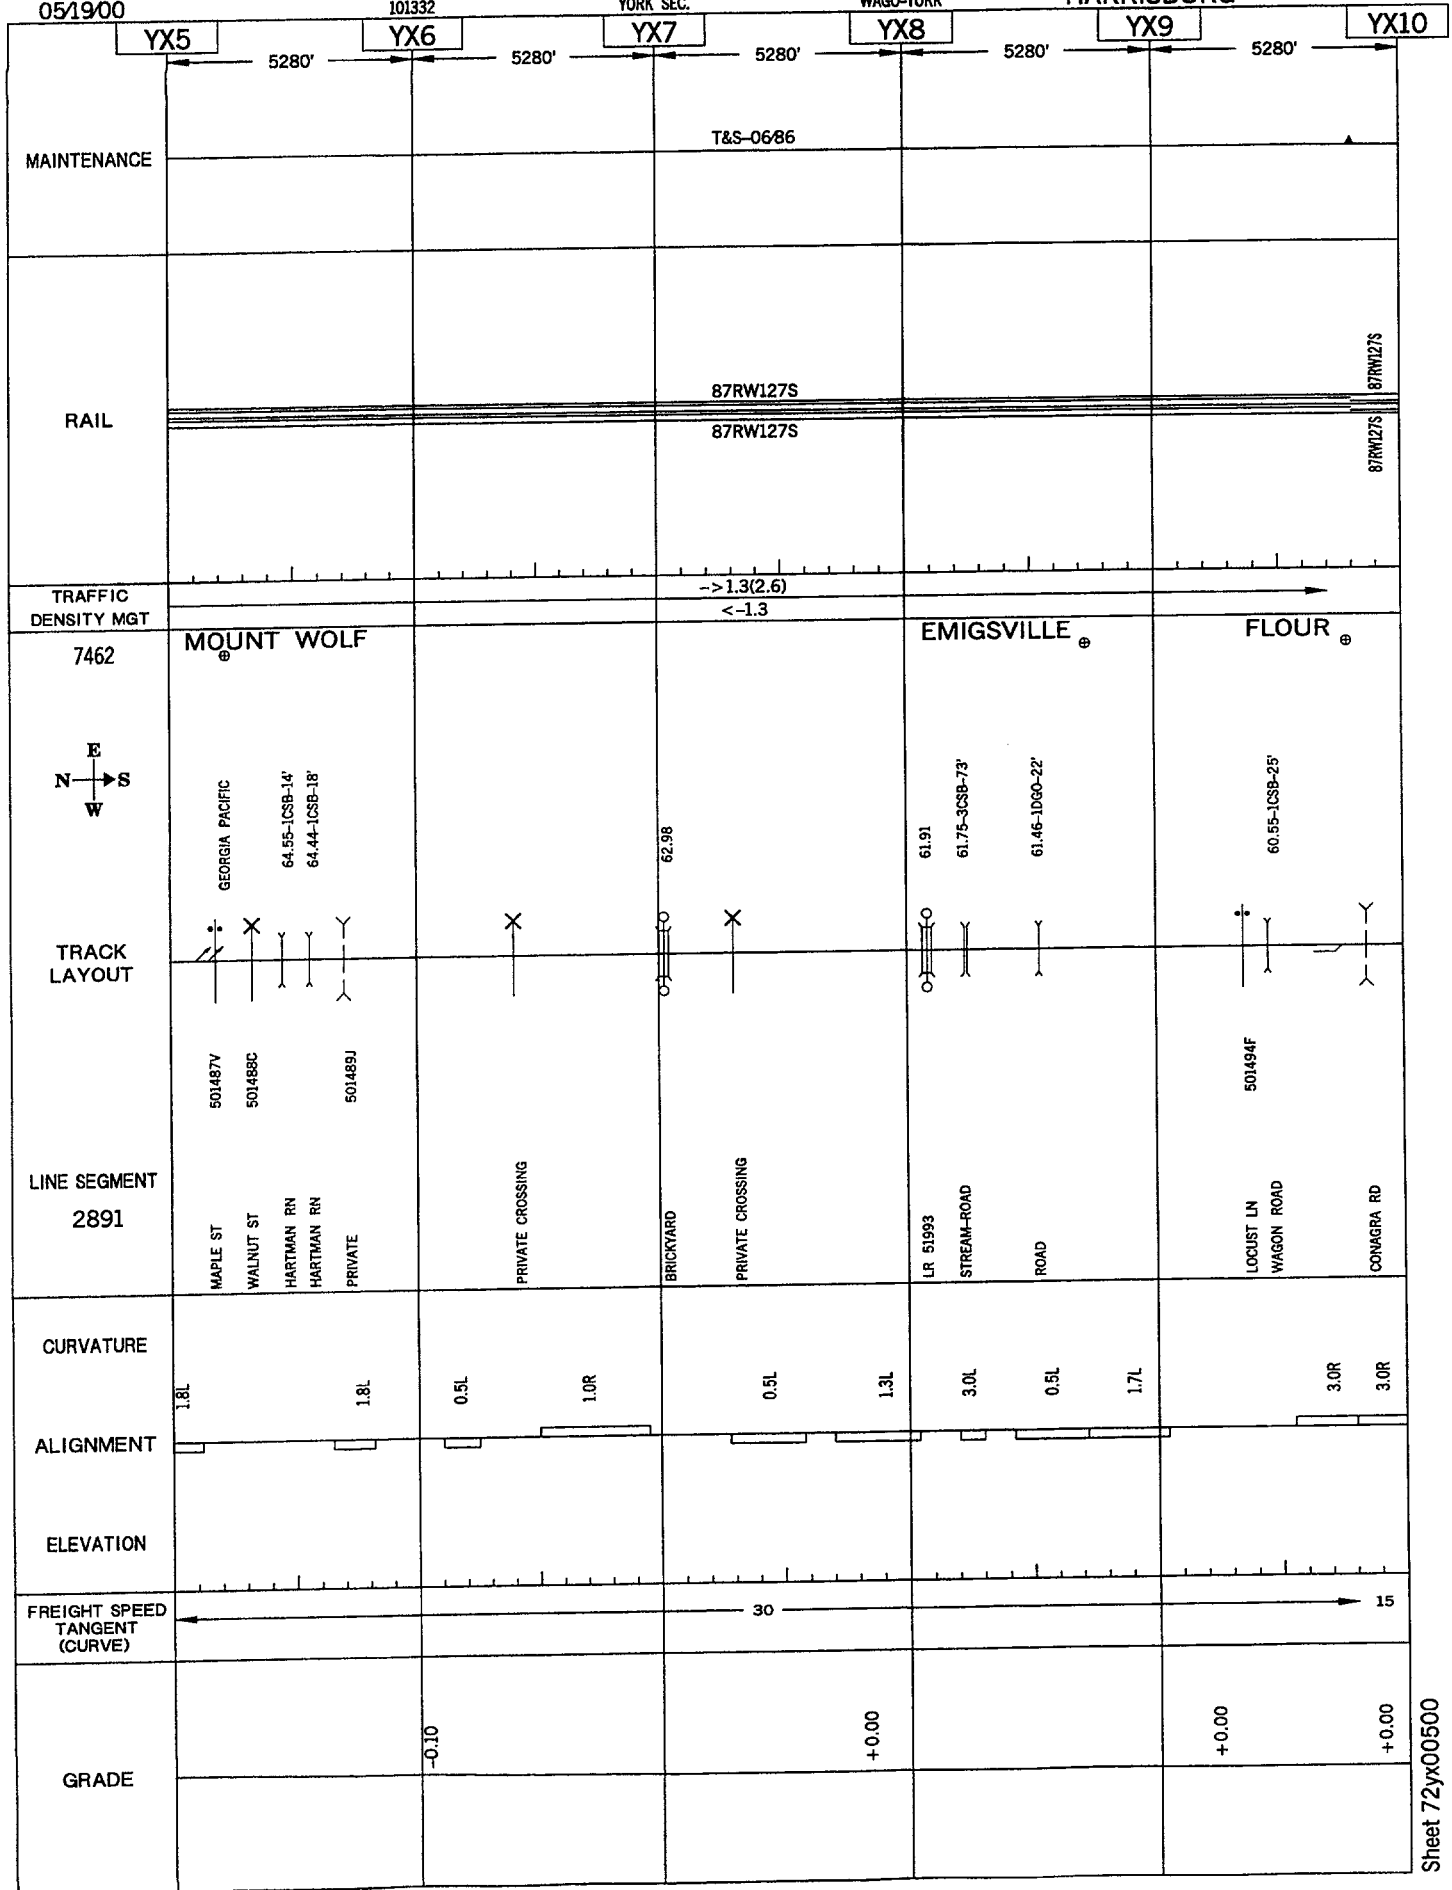 05/19/00 101332 YORK SEC. WAGO-YORK HARRISBURG
YX5 YX6 YX7 YX8 YX9 YX10
5280' 5280' 5280' 5280' 5280'
MAINTENANCE
T&S-06/86
RAIL
87RW127S
87RW127S
87RW127S
87RW127S
TRAFFIC
DENSITY MGT
->1.3(2.6)
<-1.3
7462
MOUNT WOLF
EMIGSVILLE
FLOUR
E
N S
W
GEORGIA PACIFIC
64.55-1CSB-14'
64.44-1CSB-18'
62.98
61.91
61.75-3CSB-73'
61.46-1DGO-22'
60.55-1CSB-25'
TRACK
LAYOUT
501487V
501488C
501489J
501494F
LINE SEGMENT
2891
MAPLE ST
WALNUT ST
HARTMAN RN
HARTMAN RN
PRIVATE
PRIVATE CROSSING
BRICKYARD
PRIVATE CROSSING
LR 51993
STREAM-ROAD
ROAD
LOCUST LN
WAGON ROAD
CONAGRA RD
CURVATURE
1.8L
1.8L
0.5L
1.0R
0.5L
1.3L
3.0L
0.5L
1.7L
3.0R
3.0R
ALIGNMENT
ELEVATION
FREIGHT SPEED
TANGENT
(CURVE)
30
15
GRADE
-0.10
+0.00
+0.00
+0.00
Sheet 72yx00500